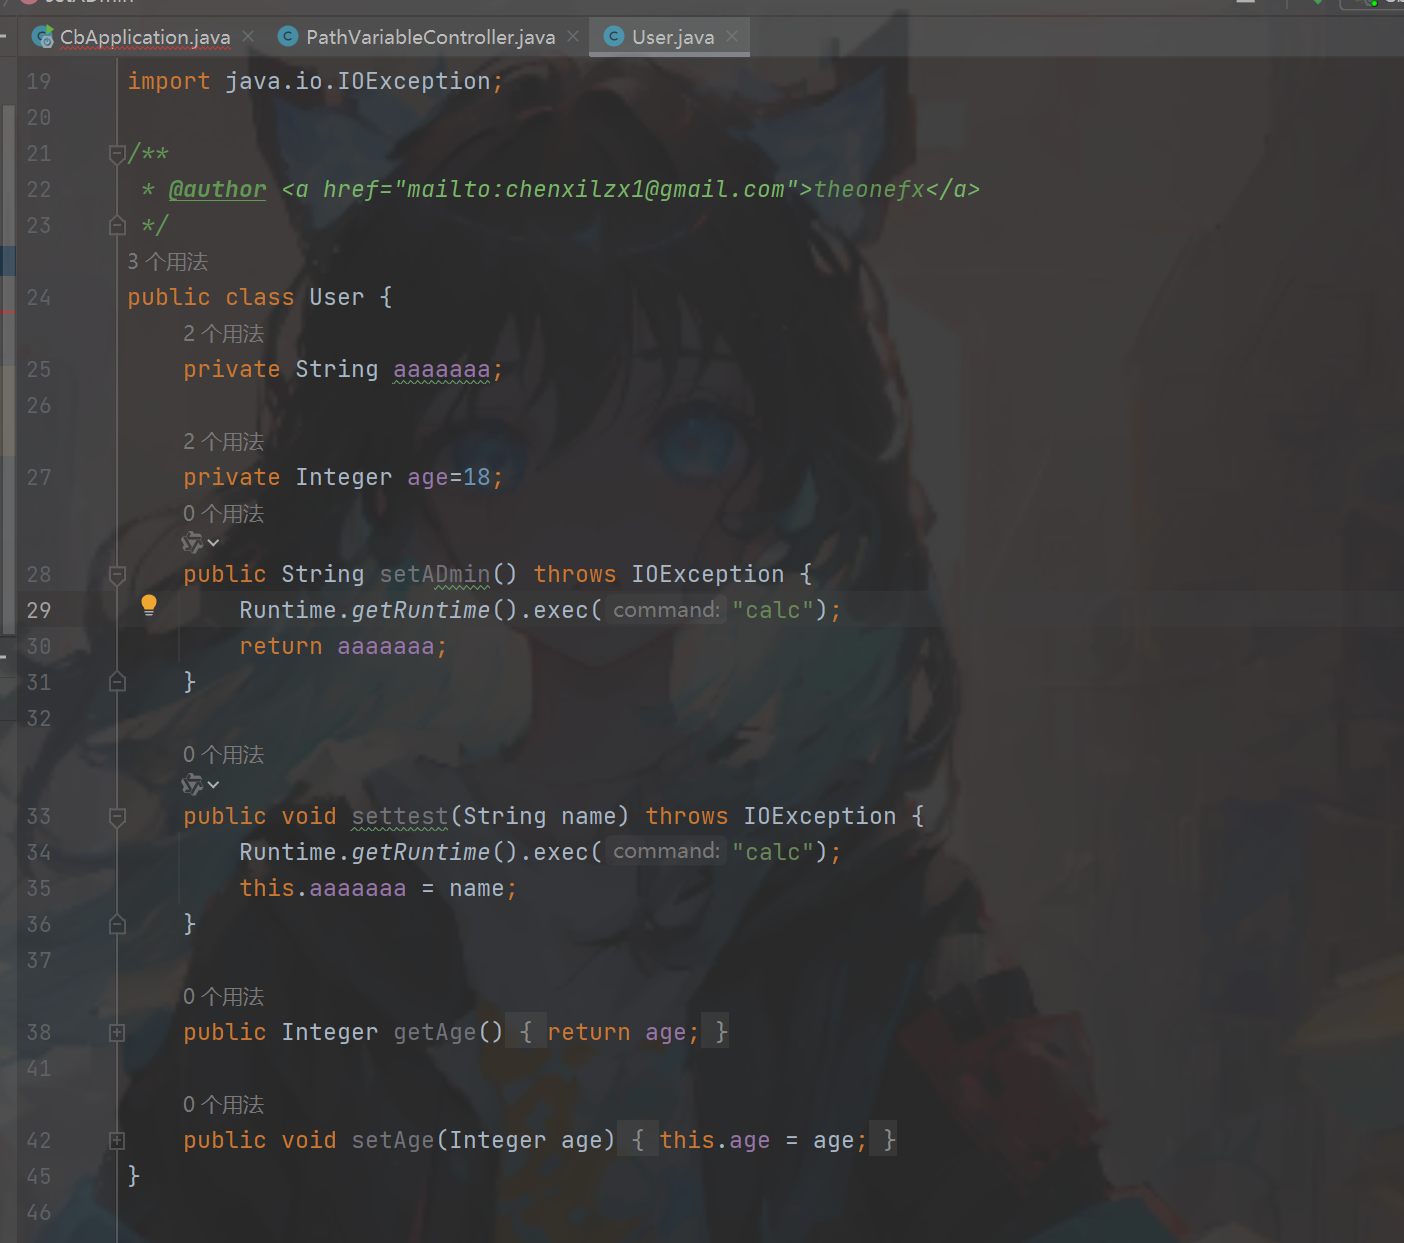 CbApplication.java PathVariableController.java User.java
19 import java.io.IOException;
20
21 /**
22 * @author <a href="mailto:chenxilzx1@gmail.com">theonefx</a>
23 */
3 个用法
24 public class User {
2 个用法
25 private String aaaaaaa;
26
2 个用法
27 private Integer age=18;
0 个用法
28 public String setADmin() throws IOException {
29 Runtime.getRuntime().exec( command: "calc");
30 return aaaaaaa;
31 }
32
0 个用法
33 public void settest(String name) throws IOException {
34 Runtime.getRuntime().exec( command: "calc");
35 this.aaaaaaa = name;
36 }
37
0 个用法
38 public Integer getAge() { return age; }
41
0 个用法
42 public void setAge(Integer age) { this.age = age; }
45 }
46